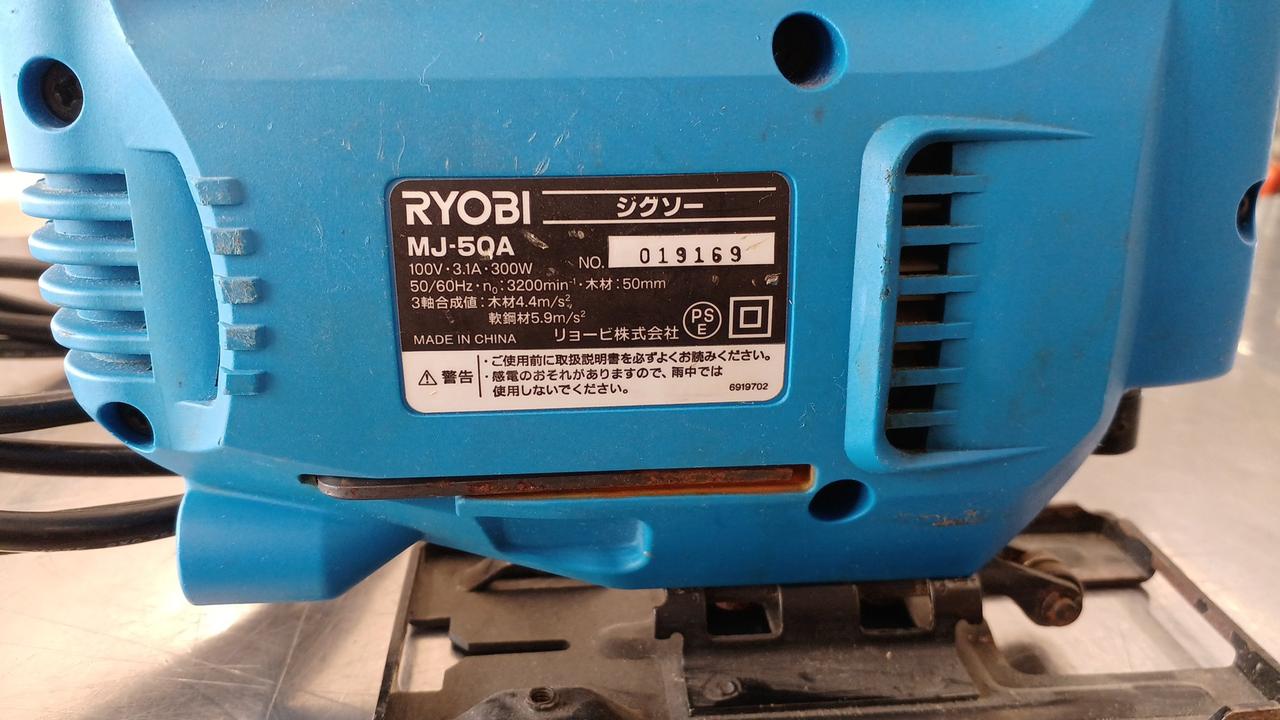 RYOBI ジグソー
MJ-50A
NO. 019169
100V・3.1A・300W
50/60Hz・n₀:3200min⁻¹・木材:50mm
3軸合成値:木材4.4m/s²
軟鋼材5.9m/s²
MADE IN CHINA リョービ株式会社 PSE
⚠警告
・ご使用前に取扱説明書を必ずよくお読みください。
・感電のおそれがありますので、雨中では
使用しないでください。
6919702